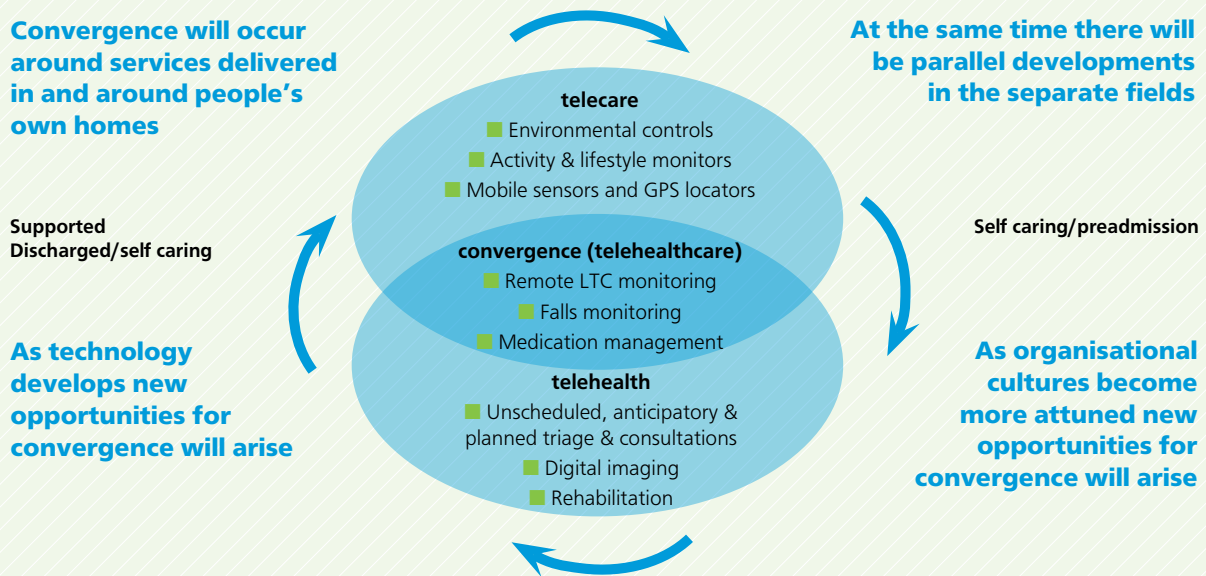 Convergence will occur
around services delivered
in and around people’s
own homes
At the same time there will
be parallel developments
in the separate fields
telecare
Environmental controls
Activity & lifestyle monitors
Mobile sensors and GPS locators
Supported
Discharged/self caring
Self caring/preadmission
convergence (telehealthcare)
Remote LTC monitoring
Falls monitoring
Medication management
As technology
develops new
opportunities for
convergence will arise
As organisational
cultures become
more attuned new
opportunities for
convergence will arise
telehealth
Unscheduled, anticipatory &
planned triage & consultations
Digital imaging
Rehabilitation